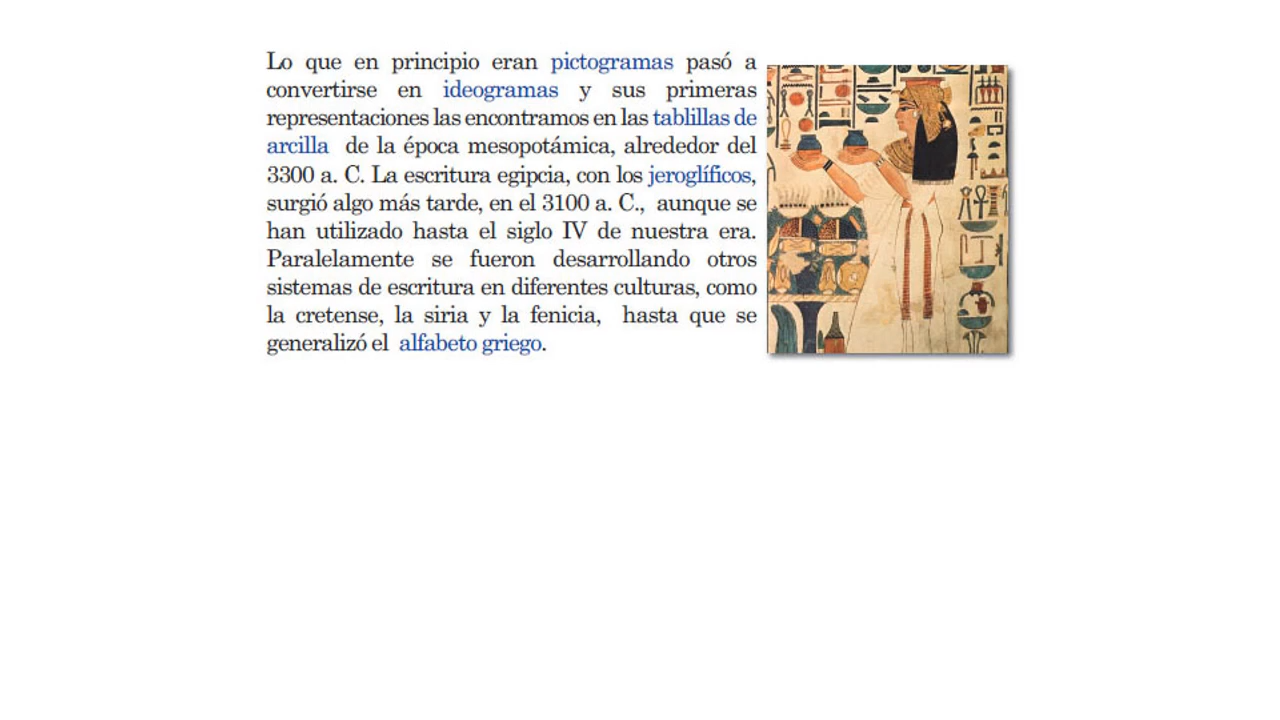 Lo que en principio eran pictogramas pasó a
convertirse en ideogramas y sus primeras
representaciones las encontramos en las tablillas de
arcilla de la época mesopotámica, alrededor del
3300 a. C. La escritura egipcia, con los jeroglíficos,
surgió algo más tarde, en el 3100 a. C., aunque se
han utilizado hasta el siglo IV de nuestra era.
Paralelamente se fueron desarrollando otros
sistemas de escritura en diferentes culturas, como
la cretense, la siria y la fenicia, hasta que se
generalizó el alfabeto griego.